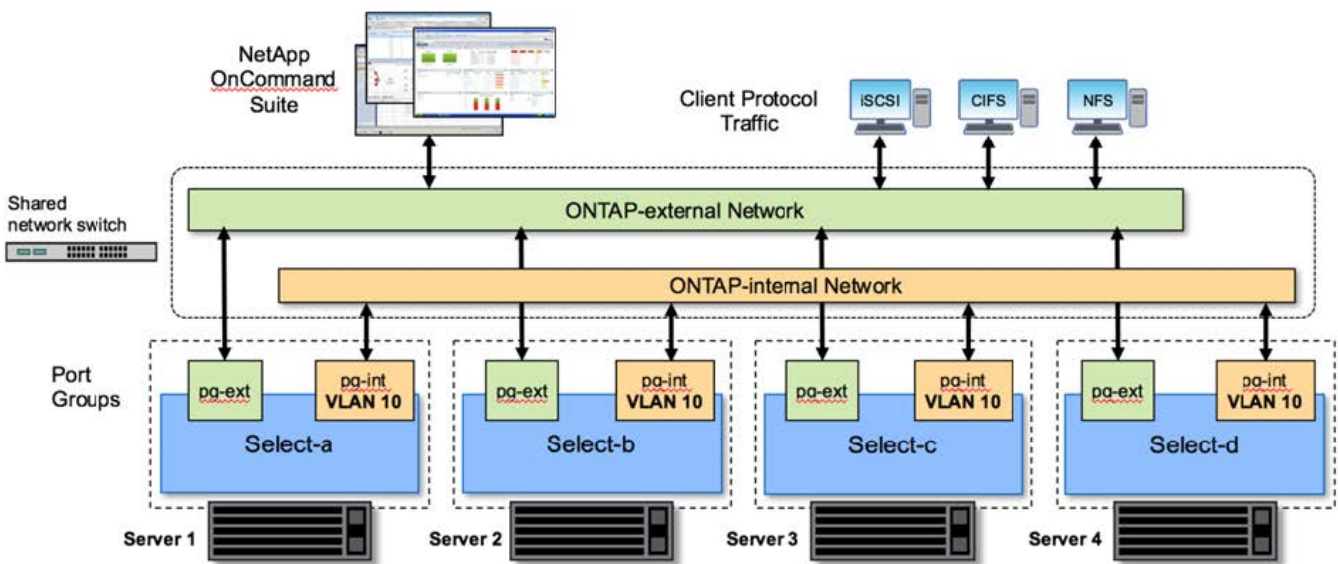 NetApp
OnCommand
Suite
Client Protocol
Traffic
iSCSI
CIFS
NFS
Shared
network switch
ONTAP-external Network
ONTAP-internal Network
Port
Groups
pg-ext
pg-int
VLAN 10
Select-a
pg-ext
pg-int
VLAN 10
Select-b
pg-ext
pg-int
VLAN 10
Select-c
pg-ext
pg-int
VLAN 10
Select-d
Server 1
Server 2
Server 3
Server 4